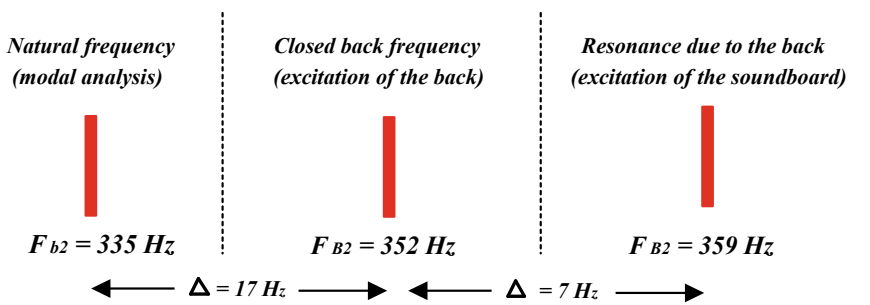 Natural frequency
(modal analysis)
Closed back frequency
(excitation of the back)
Resonance due to the back
(excitation of the soundboard)
F b2 = 335 Hz
F B2 = 352 Hz
F B2 = 359 Hz
Δ = 17 Hz
Δ = 7 Hz